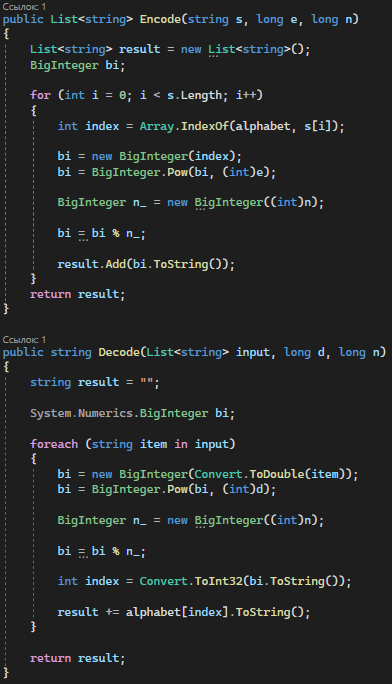 Ссылок: 1
public List<string> Encode(string s, long e, long n)
{
    List<string> result = new List<string>();
    BigInteger bi;

    for (int i = 0; i < s.Length; i++)
    {
        int index = Array.IndexOf(alphabet, s[i]);

        bi = new BigInteger(index);
        bi = BigInteger.Pow(bi, (int)e);

        BigInteger n_ = new BigInteger((int)n);

        bi = bi % n_;

        result.Add(bi.ToString());
    }
    return result;
}

Ссылок: 1
public string Decode(List<string> input, long d, long n)
{
    string result = "";

    System.Numerics.BigInteger bi;

    foreach (string item in input)
    {
        bi = new BigInteger(Convert.ToDouble(item));
        bi = BigInteger.Pow(bi, (int)d);

        BigInteger n_ = new BigInteger((int)n);

        bi = bi % n_;

        int index = Convert.ToInt32(bi.ToString());

        result += alphabet[index].ToString();
    }

    return result;
}